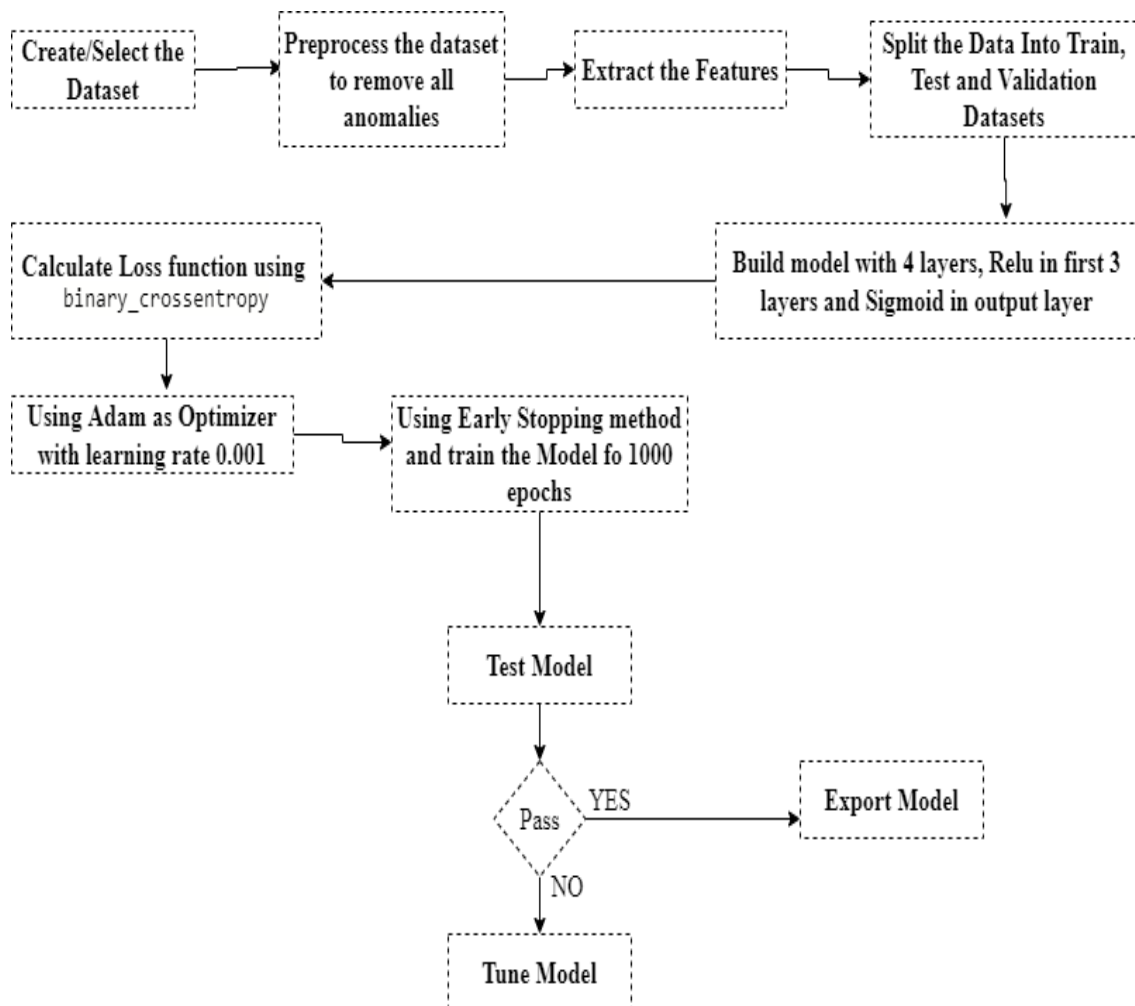 Create/Select the
Dataset
Preprocess the dataset
to remove all
anomalies
Extract the Features
Split the Data Into Train,
Test and Validation
Datasets
Build model with 4 layers, Relu in first 3
layers and Sigmoid in output layer
Calculate Loss function using
binary_crossentropy
Using Adam as Optimizer
with learning rate 0.001
Using Early Stopping method
and train the Model fo 1000
epochs
Test Model
Pass
YES
Export Model
NO
Tune Model